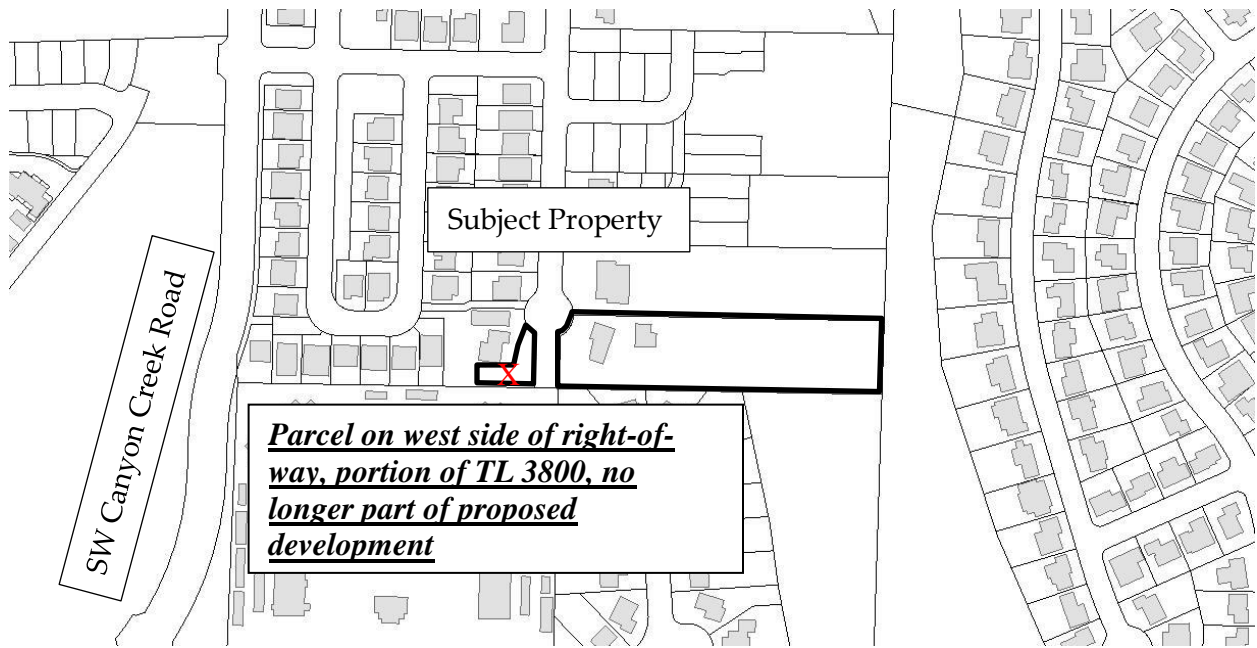 Subject Property
SW Canyon Creek Road
Parcel on west side of right-of-
way, portion of TL 3800, no
longer part of proposed
development
X